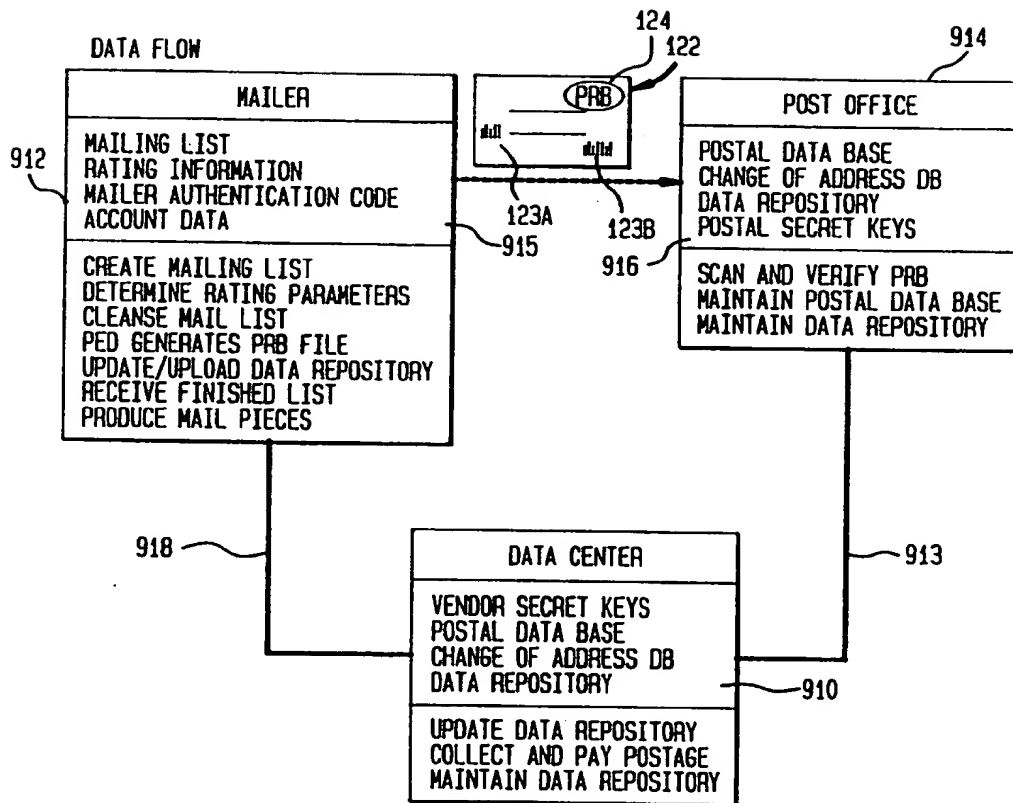 DATA FLOW
MAILER
MAILING LIST
RATING INFORMATION
MAILER AUTHENTICATION CODE
ACCOUNT DATA
CREATE MAILING LIST
DETERMINE RATING PARAMETERS
CLEANSE MAIL LIST
PED GENERATES PRB FILE
UPDATE/UPLOAD DATA REPOSITORY
RECEIVE FINISHED LIST
PRODUCE MAIL PIECES
912
915
124
122
PRB
123A
123B
914
POST OFFICE
POSTAL DATA BASE
CHANGE OF ADDRESS DB
DATA REPOSITORY
POSTAL SECRET KEYS
916
SCAN AND VERIFY PRB
MAINTAIN POSTAL DATA BASE
MAINTAIN DATA REPOSITORY
918
913
DATA CENTER
VENDOR SECRET KEYS
POSTAL DATA BASE
CHANGE OF ADDRESS DB
DATA REPOSITORY
910
UPDATE DATA REPOSITORY
COLLECT AND PAY POSTAGE
MAINTAIN DATA REPOSITORY